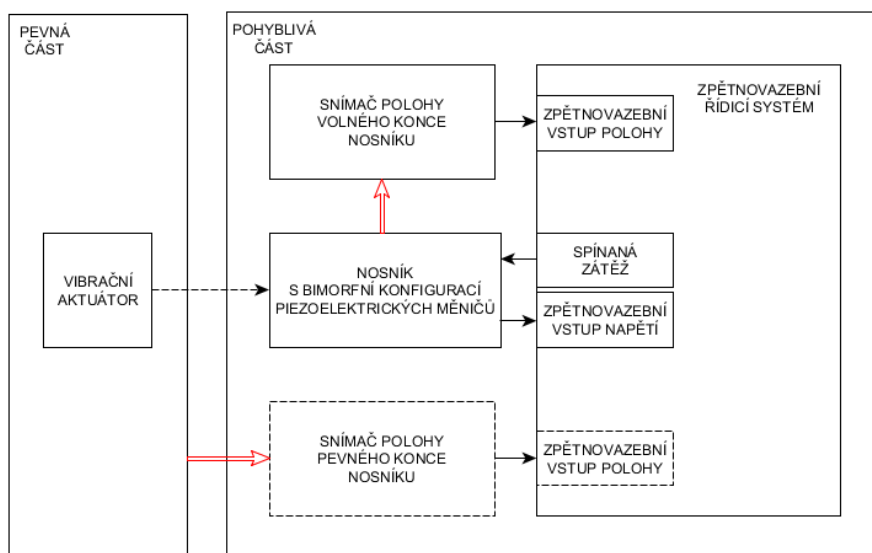 PEVNÁ
ČÁST
POHYBLIVÁ
ČÁST
SNÍMAČ POLOHY
VOLNÉHO KONCE
NOSNÍKU
ZPĚTNOVAZEBNÍ
VSTUP POLOHY
ZPĚTNOVAZEBNÍ
ŘÍDICÍ SYSTÉM
VIBRAČNÍ
AKTUÁTOR
NOSNÍK
S BIMORFNÍ KONFIGURACÍ
PIEZOELEKTRICKÝCH MĚNIČŮ
SPÍNANÁ
ZÁTĚŽ
ZPĚTNOVAZEBNÍ
VSTUP NAPĚTÍ
SNÍMAČ POLOHY
PEVNÉHO KONCE
NOSNÍKU
ZPĚTNOVAZEBNÍ
VSTUP POLOHY